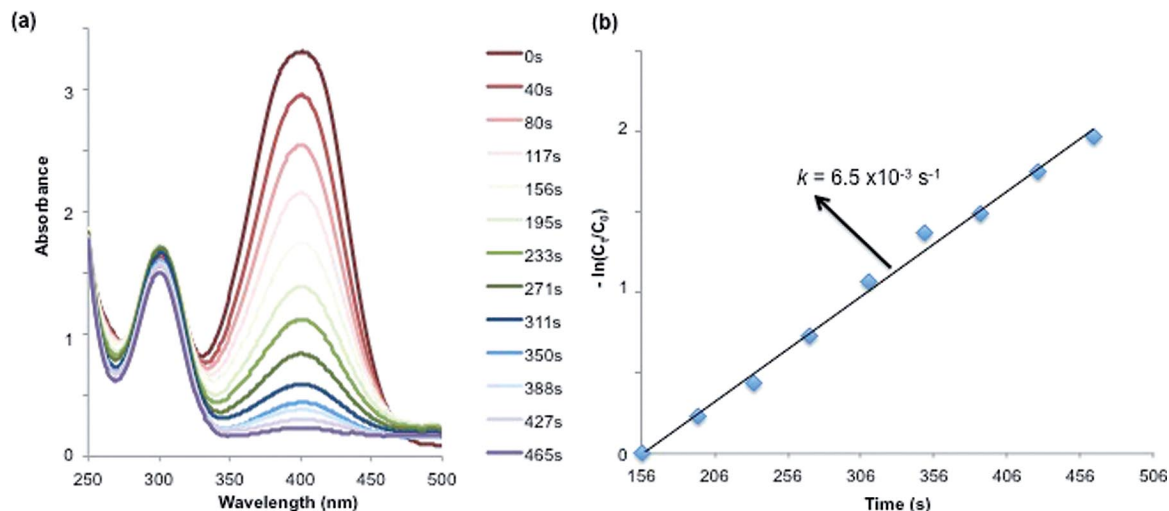 (a)
3
2
1
0
Absorbance
250 300 350 400 450 500
Wavelength (nm)
0s
40s
80s
117s
156s
195s
233s
271s
311s
350s
388s
427s
465s
(b)
2
1
0
- ln(Cₜ/C₀)
k = 6.5 x10⁻³ s⁻¹
156 206 256 306 356 406 456 506
Time (s)